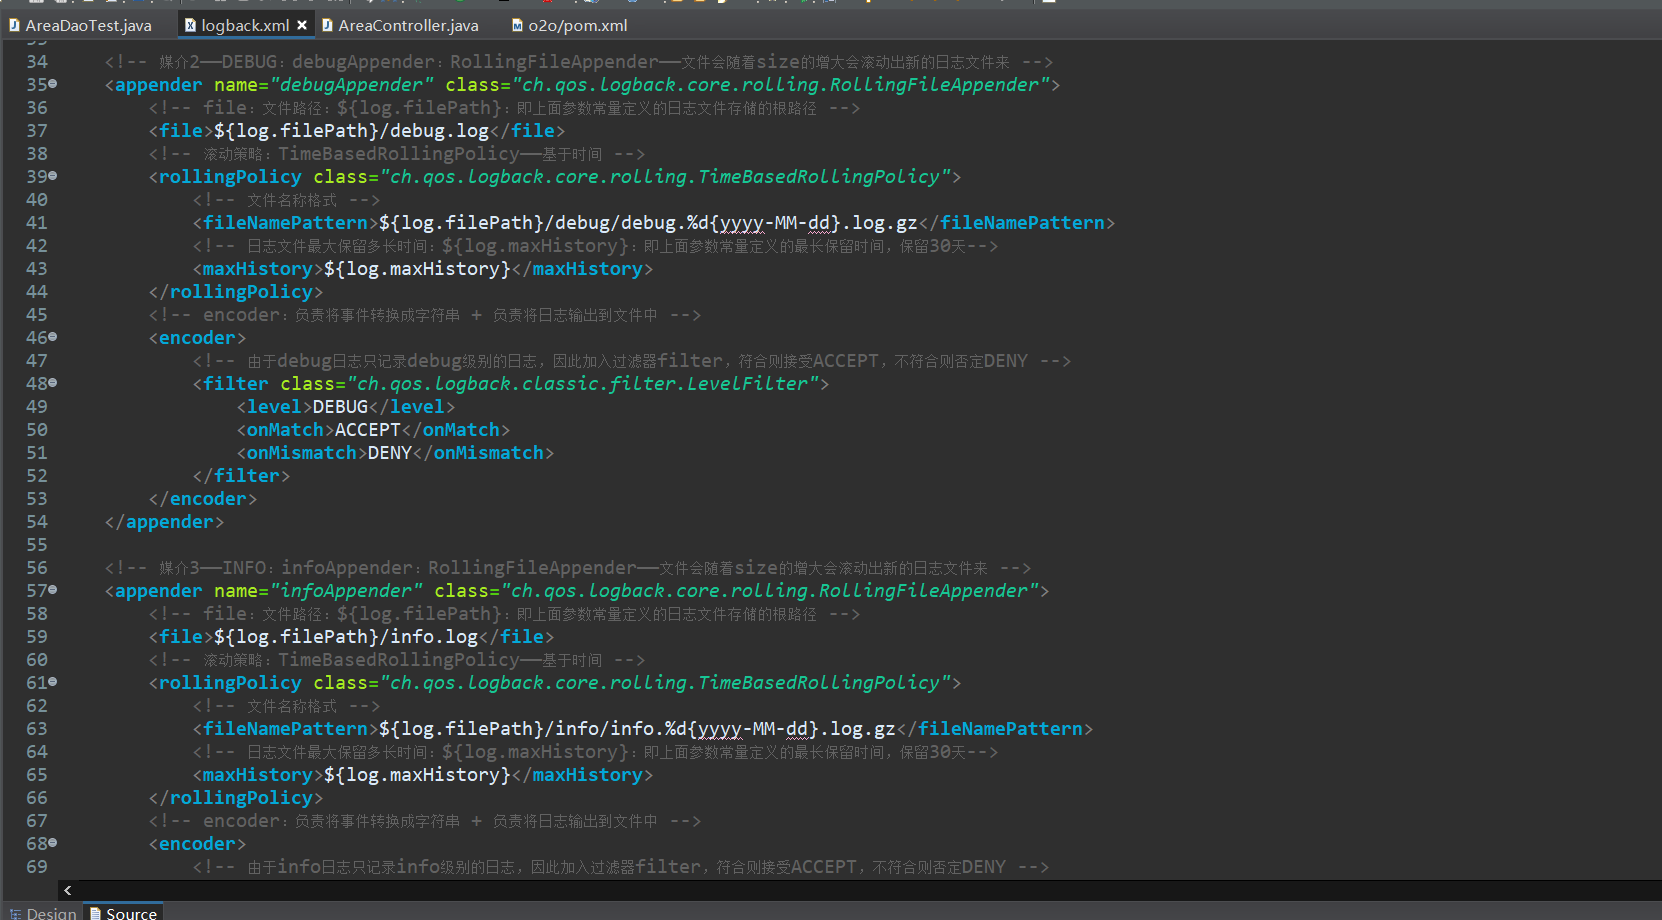 AreaDaoTest.java logback.xml AreaController.java o2o/pom.xml
34 <!-- 媒介2——DEBUG：debugAppender：RollingFileAppender——文件会随着size的增大会滚动出新的日志文件来 -->
35 <appender name="debugAppender" class="ch.qos.logback.core.rolling.RollingFileAppender">
36 <!-- file：文件路径：${log.filePath}：即上面参数常量定义的日志文件存储的根路径 -->
37 <file>${log.filePath}/debug.log</file>
38 <!-- 滚动策略：TimeBasedRollingPolicy——基于时间 -->
39 <rollingPolicy class="ch.qos.logback.core.rolling.TimeBasedRollingPolicy">
40 <!-- 文件名称格式 -->
41 <fileNamePattern>${log.filePath}/debug/debug.%d{yyyy-MM-dd}.log.gz</fileNamePattern>
42 <!-- 日志文件最大保留多长时间：${log.maxHistory}：即上面参数常量定义的最长保留时间，保留30天-->
43 <maxHistory>${log.maxHistory}</maxHistory>
44 </rollingPolicy>
45 <!-- encoder：负责将事件转换成字符串 + 负责将日志输出到文件中 -->
46 <encoder>
47 <!-- 由于debug日志只记录debug级别的日志，因此加入过滤器filter，符合则接受ACCEPT，不符合则否定DENY -->
48 <filter class="ch.qos.logback.classic.filter.LevelFilter">
49 <level>DEBUG</level>
50 <onMatch>ACCEPT</onMatch>
51 <onMismatch>DENY</onMismatch>
52 </filter>
53 </encoder>
54 </appender>
55
56 <!-- 媒介3——INFO：infoAppender：RollingFileAppender——文件会随着size的增大会滚动出新的日志文件来 -->
57 <appender name="infoAppender" class="ch.qos.logback.core.rolling.RollingFileAppender">
58 <!-- file：文件路径：${log.filePath}：即上面参数常量定义的日志文件存储的根路径 -->
59 <file>${log.filePath}/info.log</file>
60 <!-- 滚动策略：TimeBasedRollingPolicy——基于时间 -->
61 <rollingPolicy class="ch.qos.logback.core.rolling.TimeBasedRollingPolicy">
62 <!-- 文件名称格式 -->
63 <fileNamePattern>${log.filePath}/info/info.%d{yyyy-MM-dd}.log.gz</fileNamePattern>
64 <!-- 日志文件最大保留多长时间：${log.maxHistory}：即上面参数常量定义的最长保留时间，保留30天-->
65 <maxHistory>${log.maxHistory}</maxHistory>
66 </rollingPolicy>
67 <!-- encoder：负责将事件转换成字符串 + 负责将日志输出到文件中 -->
68 <encoder>
69 <!-- 由于info日志只记录info级别的日志，因此加入过滤器filter，符合则接受ACCEPT，不符合则否定DENY -->
Design Source